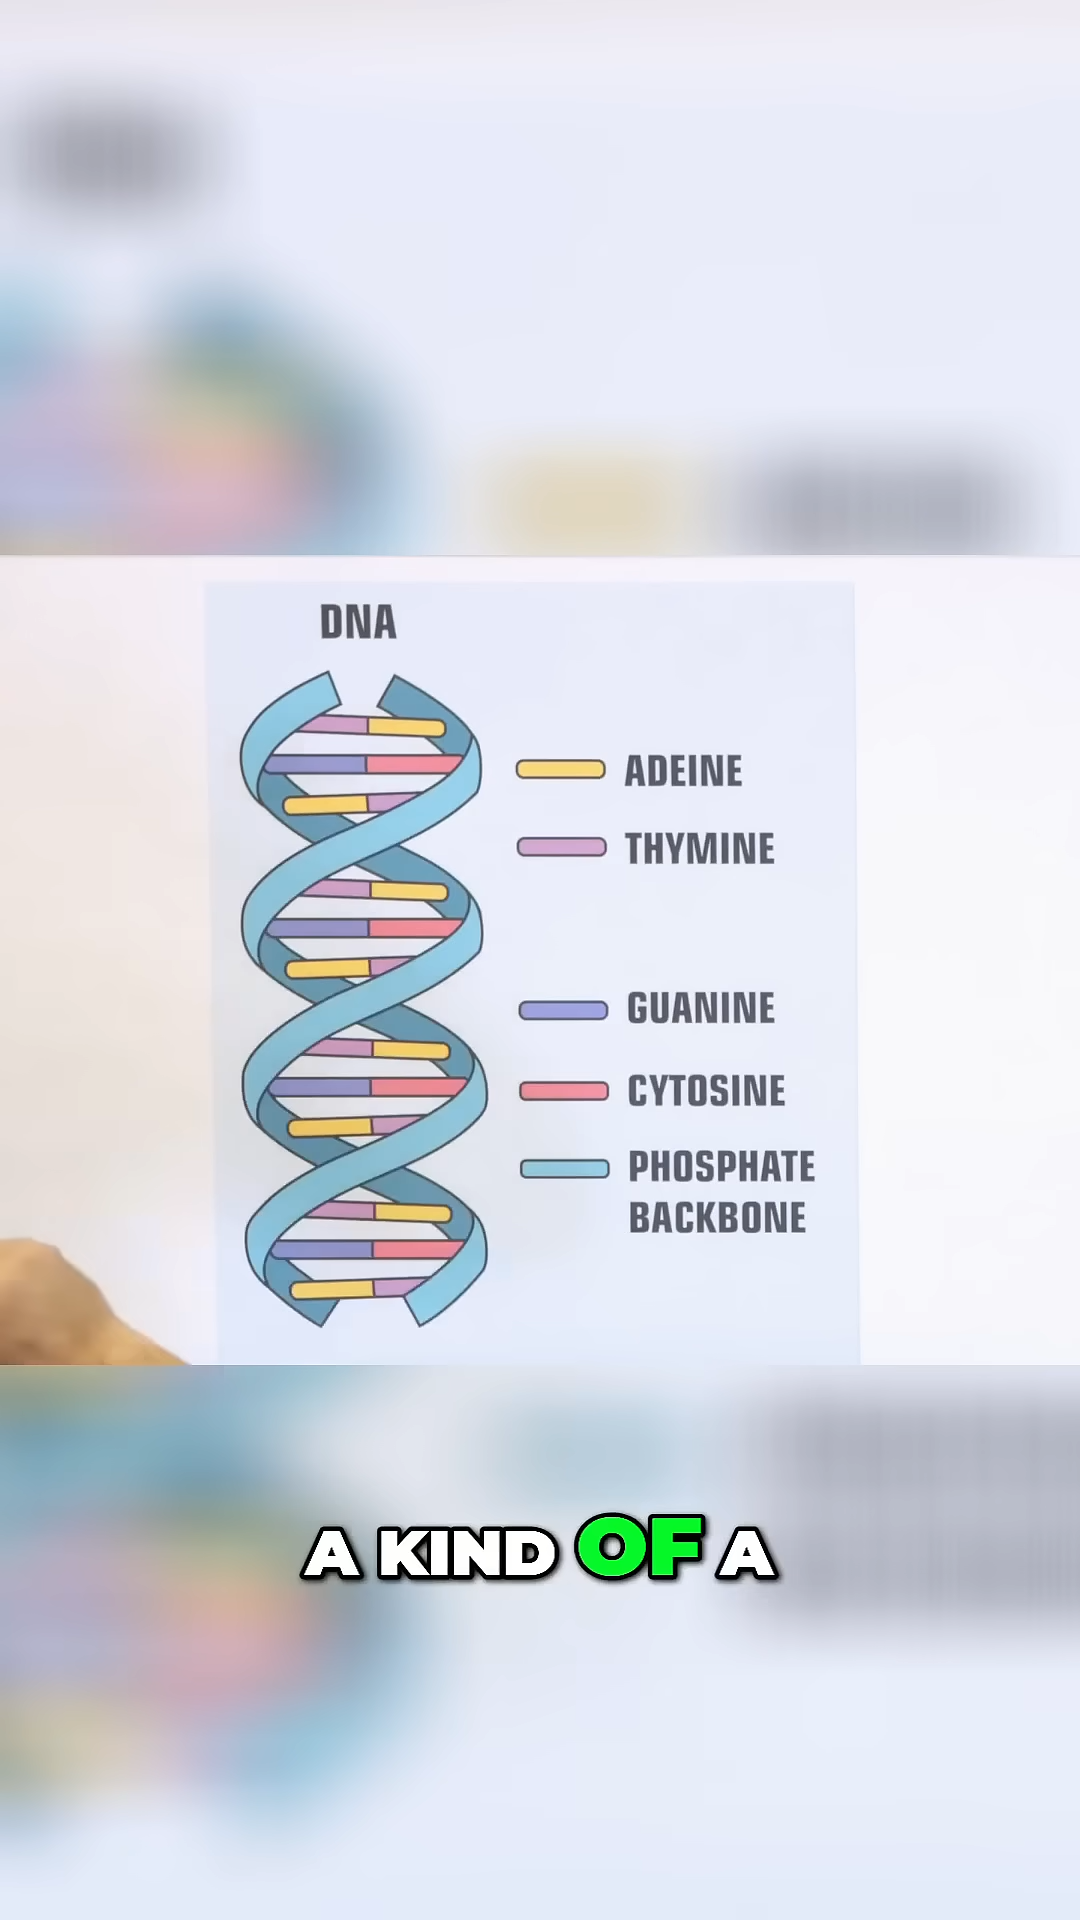 DNA
ADEINE
THYMINE
GUANINE
CYTOSINE
PHOSPHATE
BACKBONE
A KIND OF A